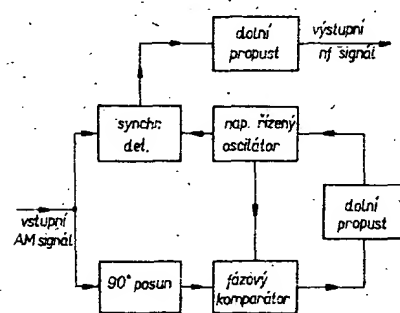 dolní
propust
výstupní
nf signál
synchr.
det.
nap. řízený
oscilátor
dolní
propust
vstupní
AM signál
90° posun
fázový
komparátor